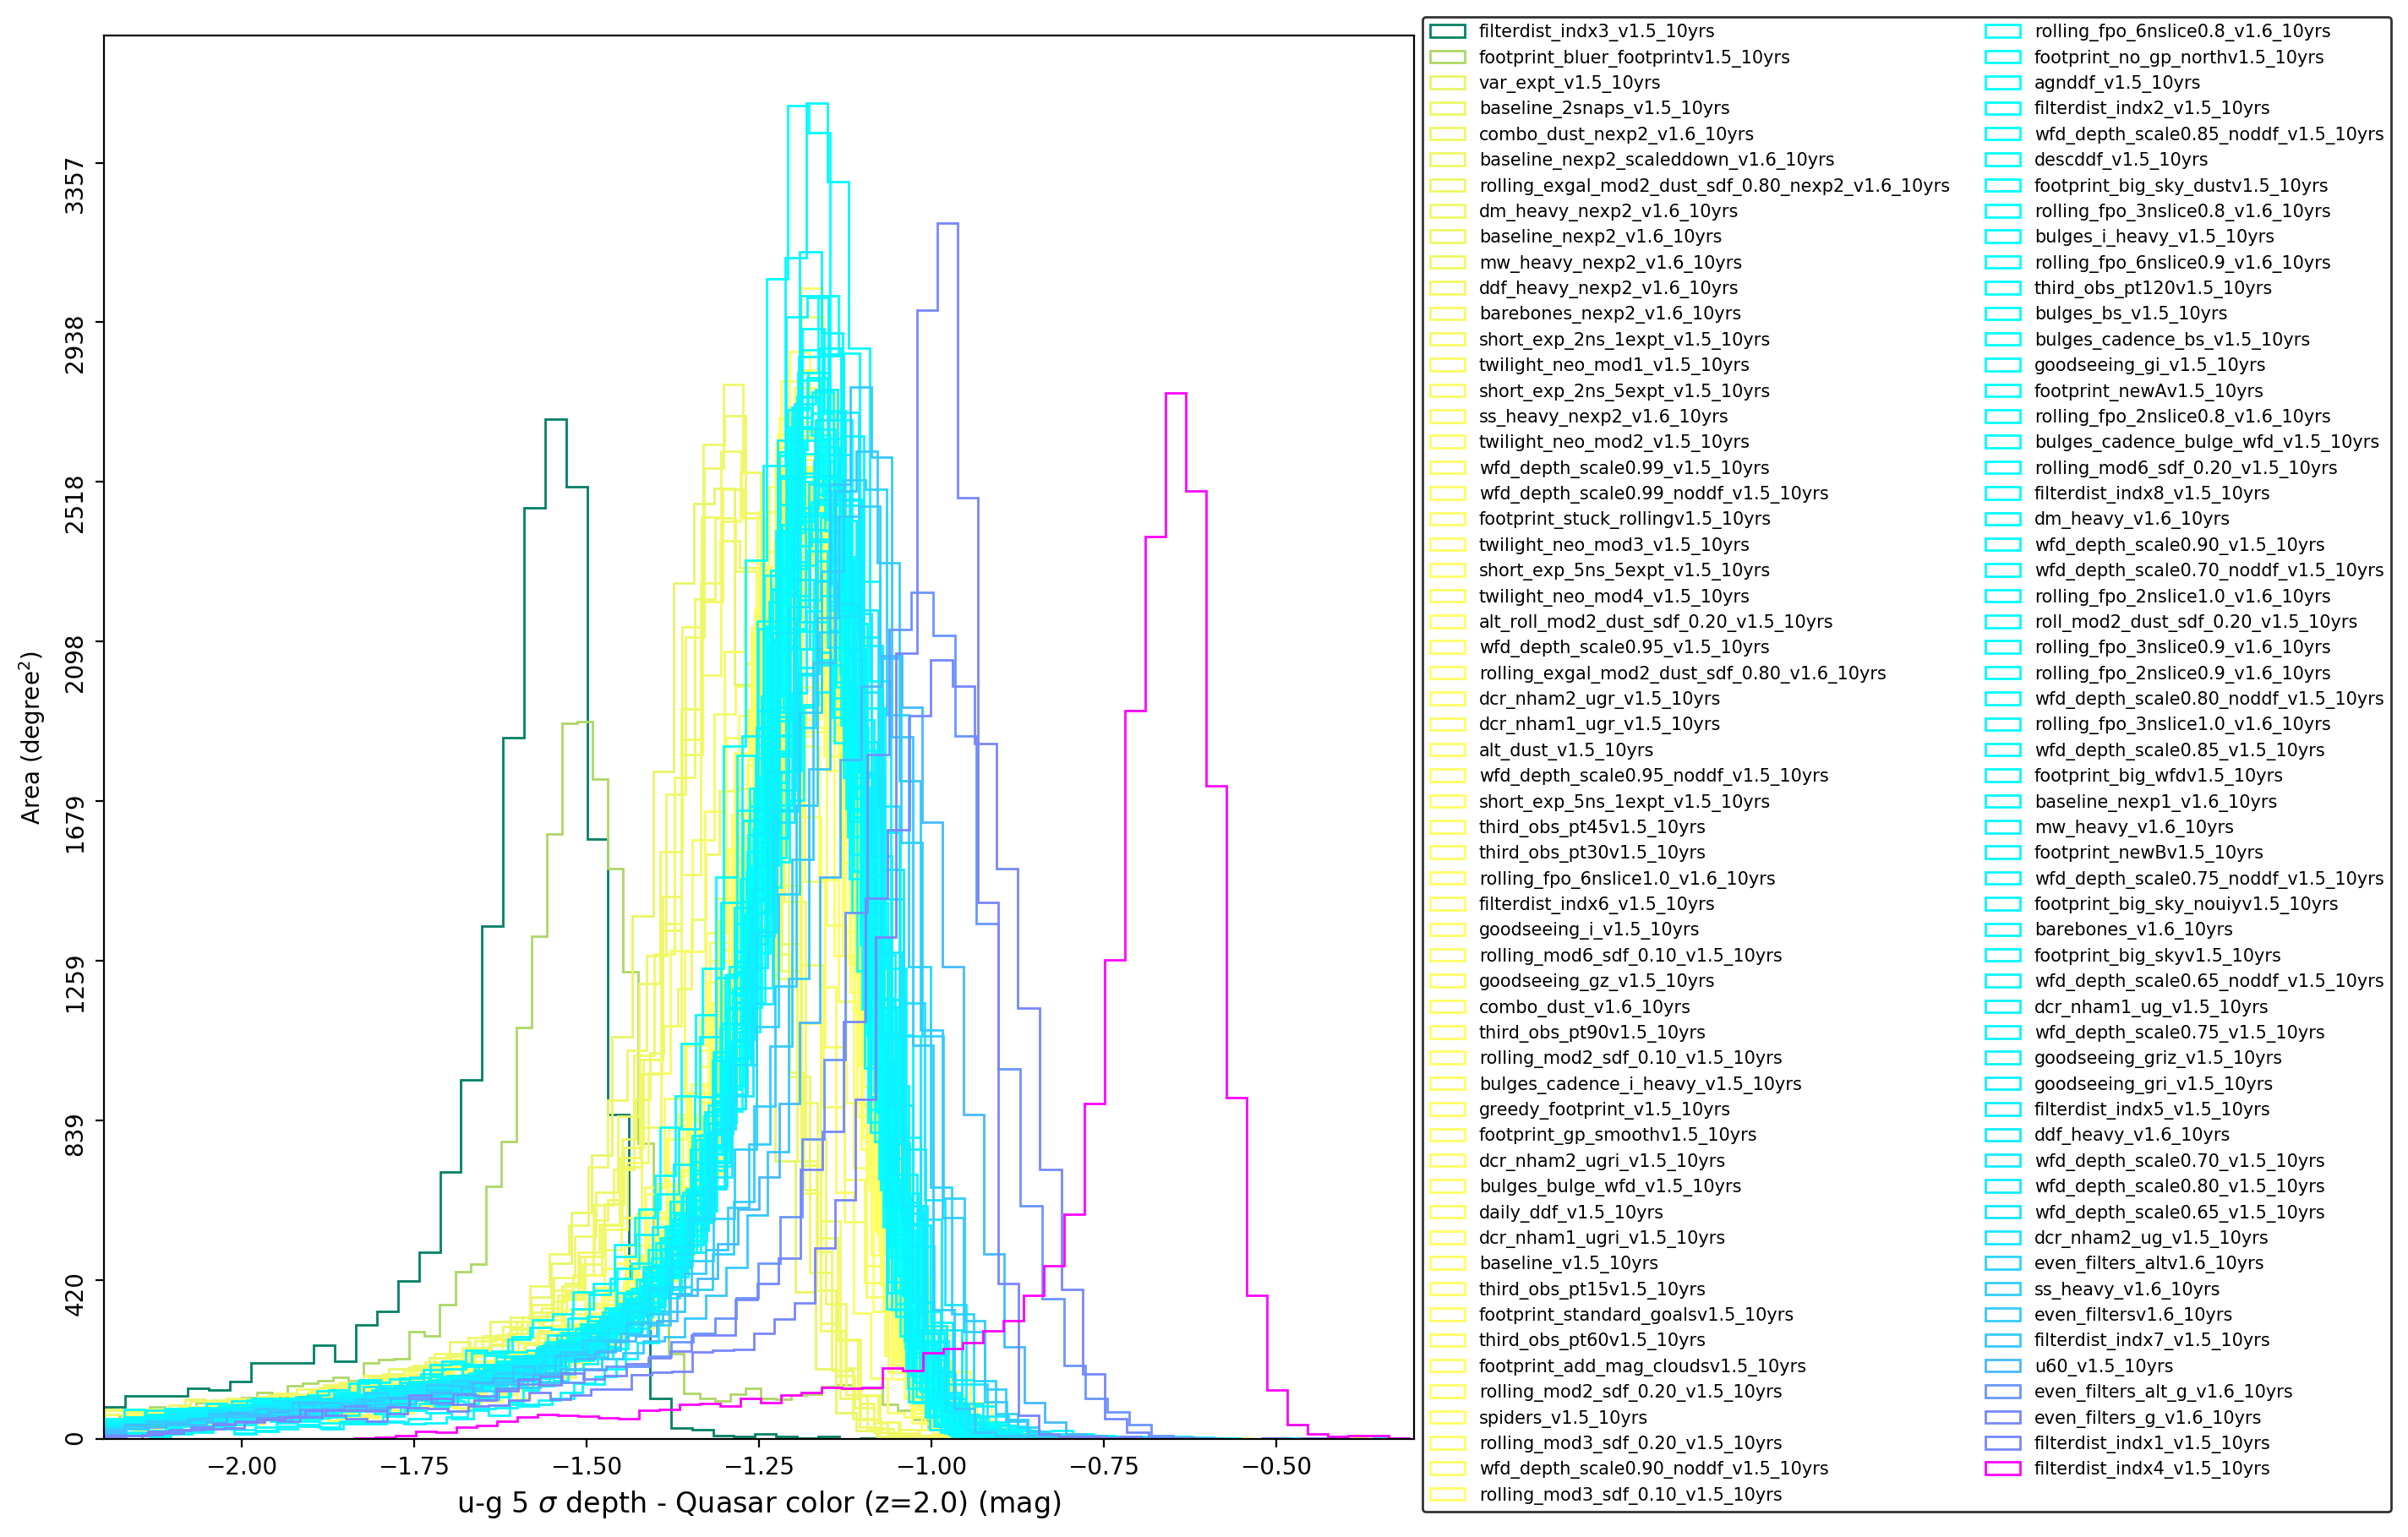 3357
2938
2518
2098
1679
1259
839
420
0
Area (degree²)
−2.00
−1.75
−1.50
−1.25
−1.00
−0.75
−0.50
u-g 5 σ depth - Quasar color (z=2.0) (mag)
filterdist_indx3_v1.5_10yrs
footprint_bluer_footprintv1.5_10yrs
var_expt_v1.5_10yrs
baseline_2snaps_v1.5_10yrs
combo_dust_nexp2_v1.6_10yrs
baseline_nexp2_scaleddown_v1.6_10yrs
rolling_exgal_mod2_dust_sdf_0.80_nexp2_v1.6_10yrs
dm_heavy_nexp2_v1.6_10yrs
baseline_nexp2_v1.6_10yrs
mw_heavy_nexp2_v1.6_10yrs
ddf_heavy_nexp2_v1.6_10yrs
barebones_nexp2_v1.6_10yrs
short_exp_2ns_1expt_v1.5_10yrs
twilight_neo_mod1_v1.5_10yrs
short_exp_2ns_5expt_v1.5_10yrs
ss_heavy_nexp2_v1.6_10yrs
twilight_neo_mod2_v1.5_10yrs
wfd_depth_scale0.99_v1.5_10yrs
wfd_depth_scale0.99_noddf_v1.5_10yrs
footprint_stuck_rollingv1.5_10yrs
twilight_neo_mod3_v1.5_10yrs
short_exp_5ns_5expt_v1.5_10yrs
twilight_neo_mod4_v1.5_10yrs
alt_roll_mod2_dust_sdf_0.20_v1.5_10yrs
wfd_depth_scale0.95_v1.5_10yrs
rolling_exgal_mod2_dust_sdf_0.80_v1.6_10yrs
dcr_nham2_ugr_v1.5_10yrs
dcr_nham1_ugr_v1.5_10yrs
alt_dust_v1.5_10yrs
wfd_depth_scale0.95_noddf_v1.5_10yrs
short_exp_5ns_1expt_v1.5_10yrs
third_obs_pt45v1.5_10yrs
third_obs_pt30v1.5_10yrs
rolling_fpo_6nslice1.0_v1.6_10yrs
filterdist_indx6_v1.5_10yrs
goodseeing_i_v1.5_10yrs
rolling_mod6_sdf_0.10_v1.5_10yrs
goodseeing_gz_v1.5_10yrs
combo_dust_v1.6_10yrs
third_obs_pt90v1.5_10yrs
rolling_mod2_sdf_0.10_v1.5_10yrs
bulges_cadence_i_heavy_v1.5_10yrs
greedy_footprint_v1.5_10yrs
footprint_gp_smoothv1.5_10yrs
dcr_nham2_ugri_v1.5_10yrs
bulges_bulge_wfd_v1.5_10yrs
daily_ddf_v1.5_10yrs
dcr_nham1_ugri_v1.5_10yrs
baseline_v1.5_10yrs
third_obs_pt15v1.5_10yrs
footprint_standard_goalsv1.5_10yrs
third_obs_pt60v1.5_10yrs
footprint_add_mag_cloudsv1.5_10yrs
rolling_mod2_sdf_0.20_v1.5_10yrs
spiders_v1.5_10yrs
rolling_mod3_sdf_0.20_v1.5_10yrs
wfd_depth_scale0.90_noddf_v1.5_10yrs
rolling_mod3_sdf_0.10_v1.5_10yrs
rolling_fpo_6nslice0.8_v1.6_10yrs
footprint_no_gp_northv1.5_10yrs
agnddf_v1.5_10yrs
filterdist_indx2_v1.5_10yrs
wfd_depth_scale0.85_noddf_v1.5_10yrs
descddf_v1.5_10yrs
footprint_big_sky_dustv1.5_10yrs
rolling_fpo_3nslice0.8_v1.6_10yrs
bulges_i_heavy_v1.5_10yrs
rolling_fpo_6nslice0.9_v1.6_10yrs
third_obs_pt120v1.5_10yrs
bulges_bs_v1.5_10yrs
bulges_cadence_bs_v1.5_10yrs
goodseeing_gi_v1.5_10yrs
footprint_newAv1.5_10yrs
rolling_fpo_2nslice0.8_v1.6_10yrs
bulges_cadence_bulge_wfd_v1.5_10yrs
rolling_mod6_sdf_0.20_v1.5_10yrs
filterdist_indx8_v1.5_10yrs
dm_heavy_v1.6_10yrs
wfd_depth_scale0.90_v1.5_10yrs
wfd_depth_scale0.70_noddf_v1.5_10yrs
rolling_fpo_2nslice1.0_v1.6_10yrs
roll_mod2_dust_sdf_0.20_v1.5_10yrs
rolling_fpo_3nslice0.9_v1.6_10yrs
rolling_fpo_2nslice0.9_v1.6_10yrs
wfd_depth_scale0.80_noddf_v1.5_10yrs
rolling_fpo_3nslice1.0_v1.6_10yrs
wfd_depth_scale0.85_v1.5_10yrs
footprint_big_wfdv1.5_10yrs
baseline_nexp1_v1.6_10yrs
mw_heavy_v1.6_10yrs
footprint_newBv1.5_10yrs
wfd_depth_scale0.75_noddf_v1.5_10yrs
footprint_big_sky_nouiyv1.5_10yrs
barebones_v1.6_10yrs
footprint_big_skyv1.5_10yrs
wfd_depth_scale0.65_noddf_v1.5_10yrs
dcr_nham1_ug_v1.5_10yrs
wfd_depth_scale0.75_v1.5_10yrs
goodseeing_griz_v1.5_10yrs
goodseeing_gri_v1.5_10yrs
filterdist_indx5_v1.5_10yrs
ddf_heavy_v1.6_10yrs
wfd_depth_scale0.70_v1.5_10yrs
wfd_depth_scale0.80_v1.5_10yrs
wfd_depth_scale0.65_v1.5_10yrs
dcr_nham2_ug_v1.5_10yrs
even_filters_altv1.6_10yrs
ss_heavy_v1.6_10yrs
even_filtersv1.6_10yrs
filterdist_indx7_v1.5_10yrs
u60_v1.5_10yrs
even_filters_alt_g_v1.6_10yrs
even_filters_g_v1.6_10yrs
filterdist_indx1_v1.5_10yrs
filterdist_indx4_v1.5_10yrs